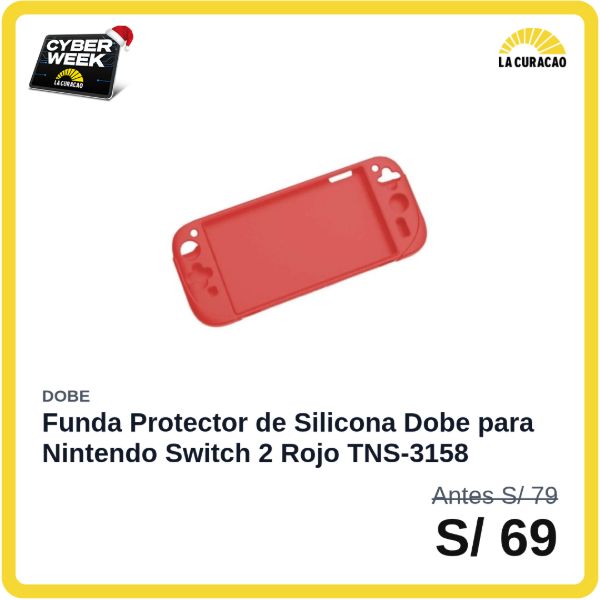 CYBER
WEEK
LA CURACAO
LA CURACAO
DOBE
Funda Protector de Silicona Dobe para
Nintendo Switch 2 Rojo TNS-3158
Antes S/ 79
S/ 69